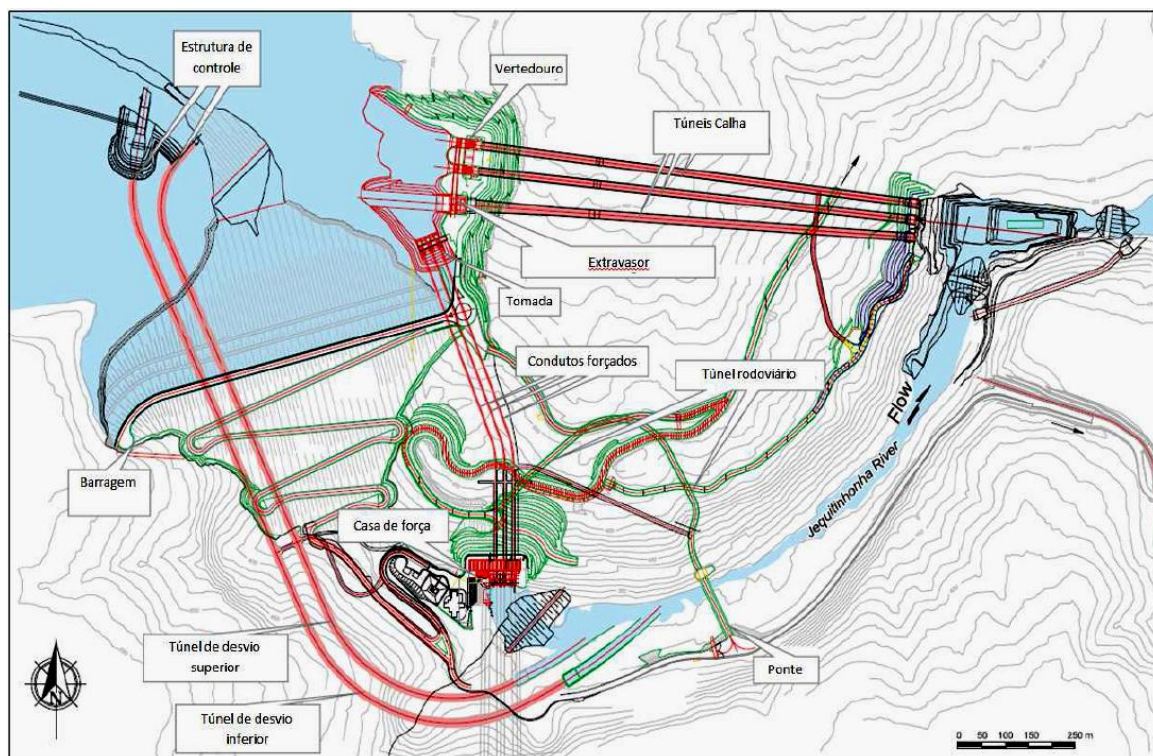 Estrutura de
controle
Vertedouro
Túneis Calha
Extravasor
Tomada
Condutos forçados
Túnel rodoviário
Flow
Jequitinhonha River
Barragem
Casa de força
Túnel de desvio
superior
Ponte
Túnel de desvio
inferior
N
0 50 100 150 250 m